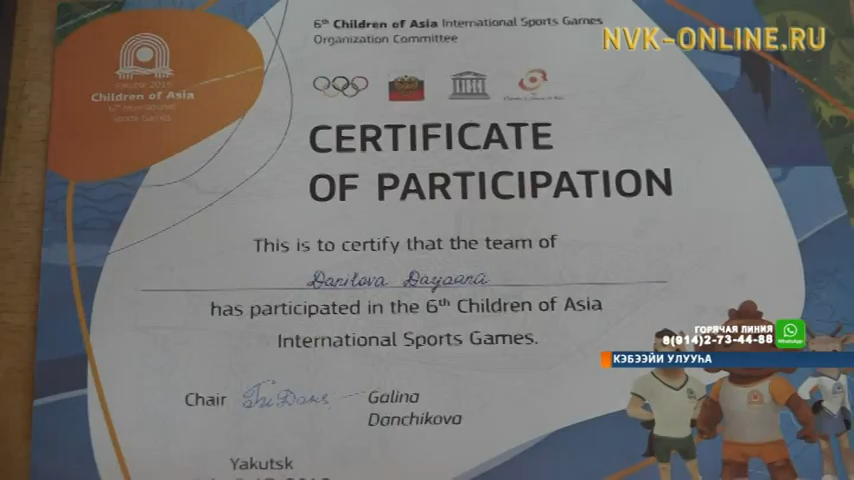 6th Children of Asia International Sports Games
Organization Committee
NVK-ONLINE.RU
Children of Asia
CERTIFICATE
OF PARTICIPATION
This is to certify that the team of
Danilova Dayaana
has participated in the 6th Children of Asia
International Sports Games.
ГОРЯЧАЯ ЛИНИЯ
8(914)2-73-44-88
WhatsApp
КЭБЭЭЙИ УЛУУҺА
Chair
Galina
Danchikova
Yakutsk